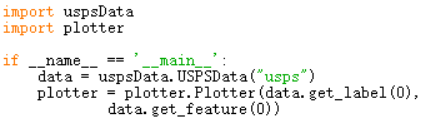 import uspsData
import plotter

if __name__ == '__main__':
    data = uspsData.USPSData("usps")
    plotter = plotter.Plotter(data.get_label(0),
            data.get_feature(0))